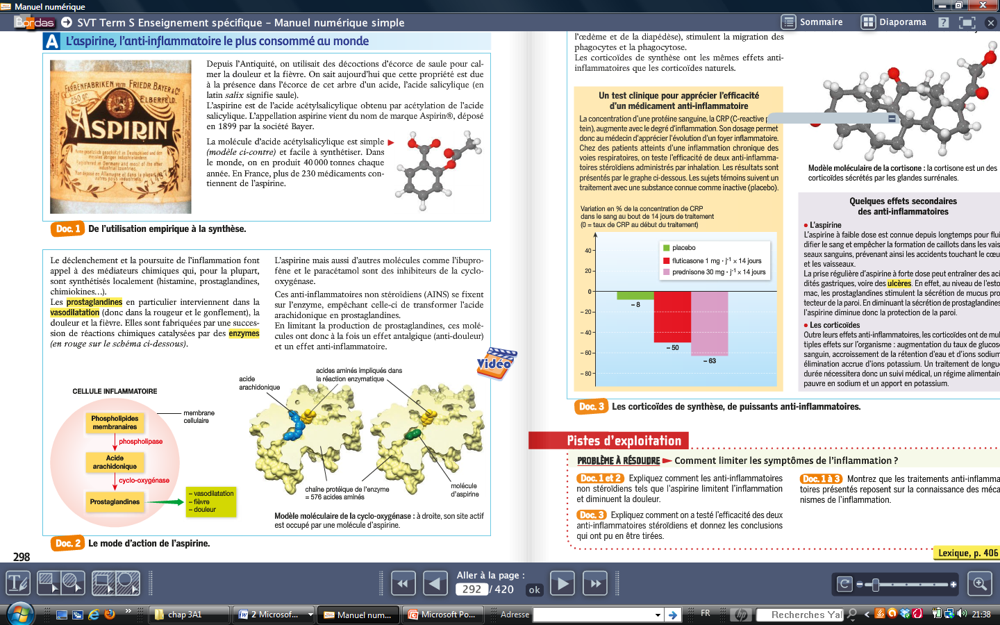 Manuel numérique
Bordas
SVT Term S Enseignement spécifique – Manuel numérique simple
Sommaire
Diaporama
?
A L'aspirine, l'anti-inflammatoire le plus consommé au monde
FARBENFABRIKEN vorm FRIEDR. BAYER & Co
ELBERFELD.
250 gr.
ASPIRIN
Depuis l'Antiquité, on utilisait des décoctions d'écorce de saule pour cal-
mer la douleur et la fièvre. On sait aujourd'hui que cette propriété est due
à la présence dans l'écorce de cet arbre d'un acide, l'acide salicylique (en
latin salix signifie saule).
L'aspirine est de l'acide acétylsalicylique obtenu par acétylation de l'acide
salicylique. L'appellation aspirine vient du nom de marque Aspirin®, déposé
en 1899 par la société Bayer.
La molécule d'acide acétylsalicylique est simple
(modèle ci-contre) et facile à synthétiser. Dans
le monde, on en produit 40 000 tonnes chaque
année. En France, plus de 230 médicaments con-
tiennent de l'aspirine.
Doc. 1 De l'utilisation empirique à la synthèse.
Le déclenchement et la poursuite de l'inflammation font
appel à des médiateurs chimiques qui, pour la plupart,
sont synthétisés localement (histamine, prostaglandines,
chimiokines...).
Les prostaglandines en particulier interviennent dans la
vasodilatation (donc dans la rougeur et le gonflement), la
douleur et la fièvre. Elles sont fabriquées par une succes-
sion de réactions chimiques catalysées par des enzymes
(en rouge sur le schéma ci-dessous).
L'aspirine mais aussi d'autres molécules comme l'ibupro-
fène et le paracétamol sont des inhibiteurs de la cyclo-
oxygénase.
Ces anti-inflammatoires non stéroïdiens (AINS) se fixent
sur l'enzyme, empêchant celle-ci de transformer l'acide
arachidonique en prostaglandines.
En limitant la production de prostaglandines, ces molé-
cules ont donc à la fois un effet antalgique (anti-douleur)
et un effet anti-inflammatoire.
Vidéo
CELLULE INFLAMMATOIRE
Phospholipides
membranaires
phospholipase
Acide
arachidonique
cyclo-oxygénase
Prostaglandines
membrane
cellulaire
– vasodilatation
– fièvre
– douleur
acide
arachidonique
acides aminés impliqués dans
la réaction enzymatique
chaîne protéique de l'enzyme
= 576 acides aminés
molécule
d'aspirine
Modèle moléculaire de la cyclo-oxygénase : à droite, son site actif
est occupé par une molécule d'aspirine.
Doc. 2 Le mode d'action de l'aspirine.
298
l'œdème et de la diapédèse), stimulent la migration des
phagocytes et la phagocytose.
Les corticoïdes de synthèse ont les mêmes effets anti-
inflammatoires que les corticoïdes naturels.
Un test clinique pour apprécier l'efficacité
d'un médicament anti-inflammatoire
La concentration d'une protéine sanguine, la CRP (C-reactive
tein), augmente avec le degré d'inflammation. Son dosage permet
donc au médecin d'apprécier l'évolution d'un foyer inflammatoire.
Chez des patients atteints d'une inflammation chronique des
voies respiratoires, on teste l'efficacité de deux anti-inflamma-
toires stéroïdiens administrés par inhalation. Les résultats sont
présentés par le graphe ci-dessous. Les sujets témoins suivent un
traitement avec une substance connue comme inactive (placebo).
Variation en % de la concentration de CRP
dans le sang au bout de 14 jours de traitement
(0 = taux de CRP au début du traitement)
placebo
fluticasone 1 mg · j⁻¹ × 14 jours
prednisone 30 mg · j⁻¹ × 14 jours
40
20
0
– 20
– 40
– 60
– 80
– 8
– 50
– 63
Modèle moléculaire de la cortisone : la cortisone est un des
corticoïdes sécrétés par les glandes surrénales.
Quelques effets secondaires
des anti-inflammatoires
● L'aspirine
L'aspirine à faible dose est connue depuis longtemps pour flui
difier le sang et empêcher la formation de caillots dans les vais
seaux sanguins, prévenant ainsi les accidents touchant le cœu
et les vaisseaux.
La prise régulière d'aspirine à forte dose peut entraîner des aci
dités gastriques, voire des ulcères. En effet, au niveau de l'esto
mac, les prostaglandines stimulent la sécrétion de mucus pro
tecteur de la paroi. En diminuant la sécrétion de prostaglandines
l'aspirine diminue donc la protection de la paroi.
● Les corticoïdes
Outre leurs effets anti-inflammatoires, les corticoïdes ont de mul
tiples effets sur l'organisme : augmentation du taux de glucose
sanguin, accroissement de la rétention d'eau et d'ions sodium
élimination accrue d'ions potassium. Un traitement de longue
durée nécessitera donc un suivi médical, un régime alimentaire
pauvre en sodium et un apport en potassium.
Doc. 3 Les corticoïdes de synthèse, de puissants anti-inflammatoires.
Pistes d'exploitation
PROBLÈME À RÉSOUDRE Comment limiter les symptômes de l'inflammation ?
Doc. 1 et 2 Expliquez comment les anti-inflammatoires
non stéroïdiens tels que l'aspirine limitent l'inflammation
et diminuent la douleur.
Doc. 3 Expliquez comment on a testé l'efficacité des deux
anti-inflammatoires stéroïdiens et donnez les conclusions
qui ont pu en être tirées.
Doc. 1 à 3 Montrez que les traitements anti-inflamma
toires présentés reposent sur la connaissance des méca
nismes de l'inflammation.
Lexique, p. 406
Aller à la page :
292 / 420 ok
chap 3A1
2 Microsof...
Manuel num...
Microsoft Po...
Adresse
FR
hp
Recherches Ya
21:38